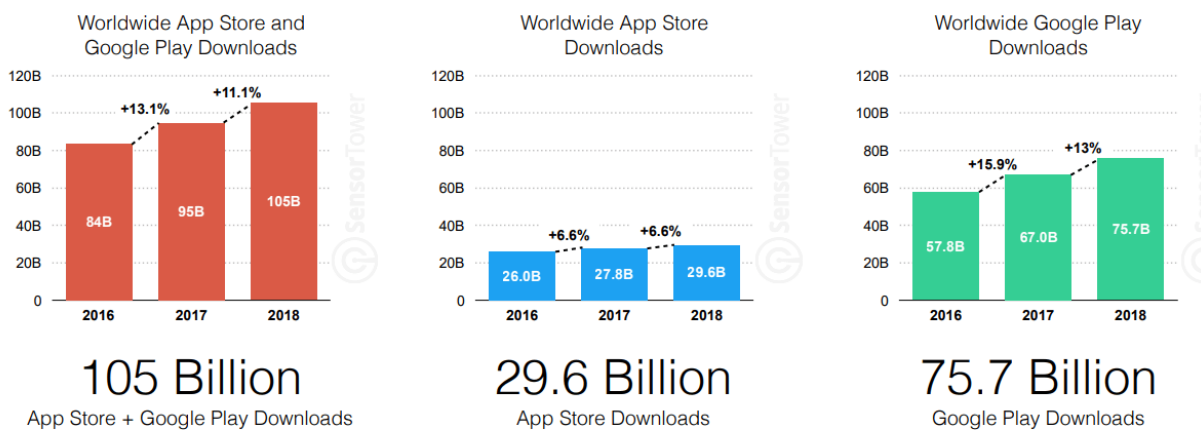 Worldwide App Store and
Google Play Downloads
120B
100B
80B
60B
40B
20B
0
+13.1%
+11.1%
84B
95B
105B
2016
2017
2018
SensorTower
105 Billion
App Store + Google Play Downloads
Worldwide App Store
Downloads
120B
100B
80B
60B
40B
20B
0
+6.6%
+6.6%
26.0B
27.8B
29.6B
2016
2017
2018
SensorTower
29.6 Billion
App Store Downloads
Worldwide Google Play
Downloads
120B
100B
80B
60B
40B
20B
0
+15.9%
+13%
57.8B
67.0B
75.7B
2016
2017
2018
SensorTower
75.7 Billion
Google Play Downloads